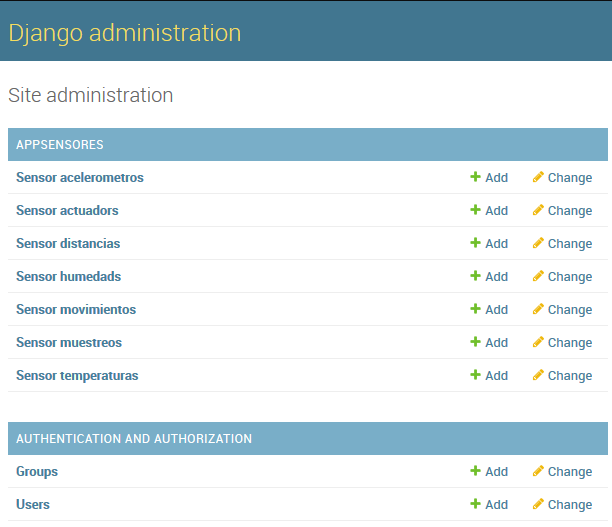 Django administration
Site administration
APPSENSORES
Sensor acelerometros Add Change
Sensor actuadors Add Change
Sensor distancias Add Change
Sensor humedads Add Change
Sensor movimientos Add Change
Sensor muestreos Add Change
Sensor temperaturas Add Change
AUTHENTICATION AND AUTHORIZATION
Groups Add Change
Users Add Change